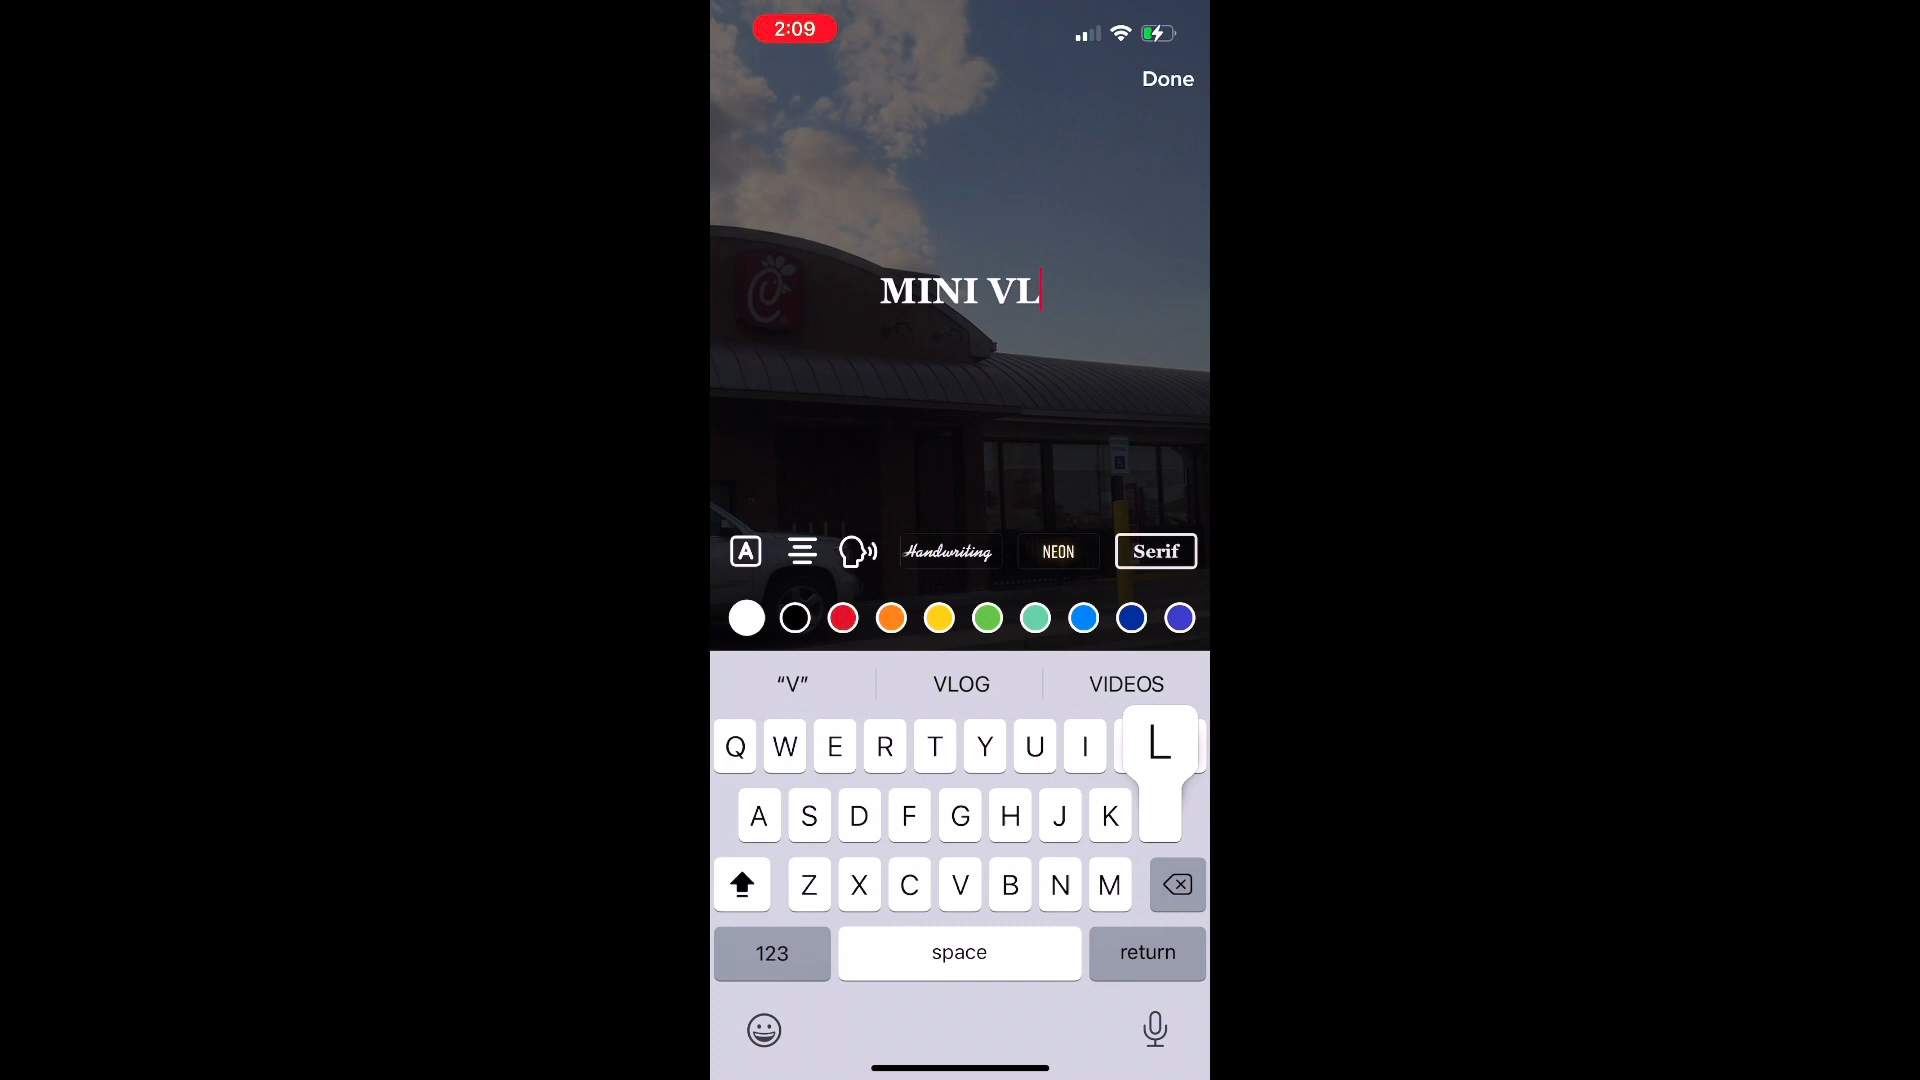 2:09
Done
MINI VL
A Handwriting NEON Serif
“V” VLOG VIDEOS
Q W E R T Y U I L
A S D F G H J K
Z X C V B N M
123 space return